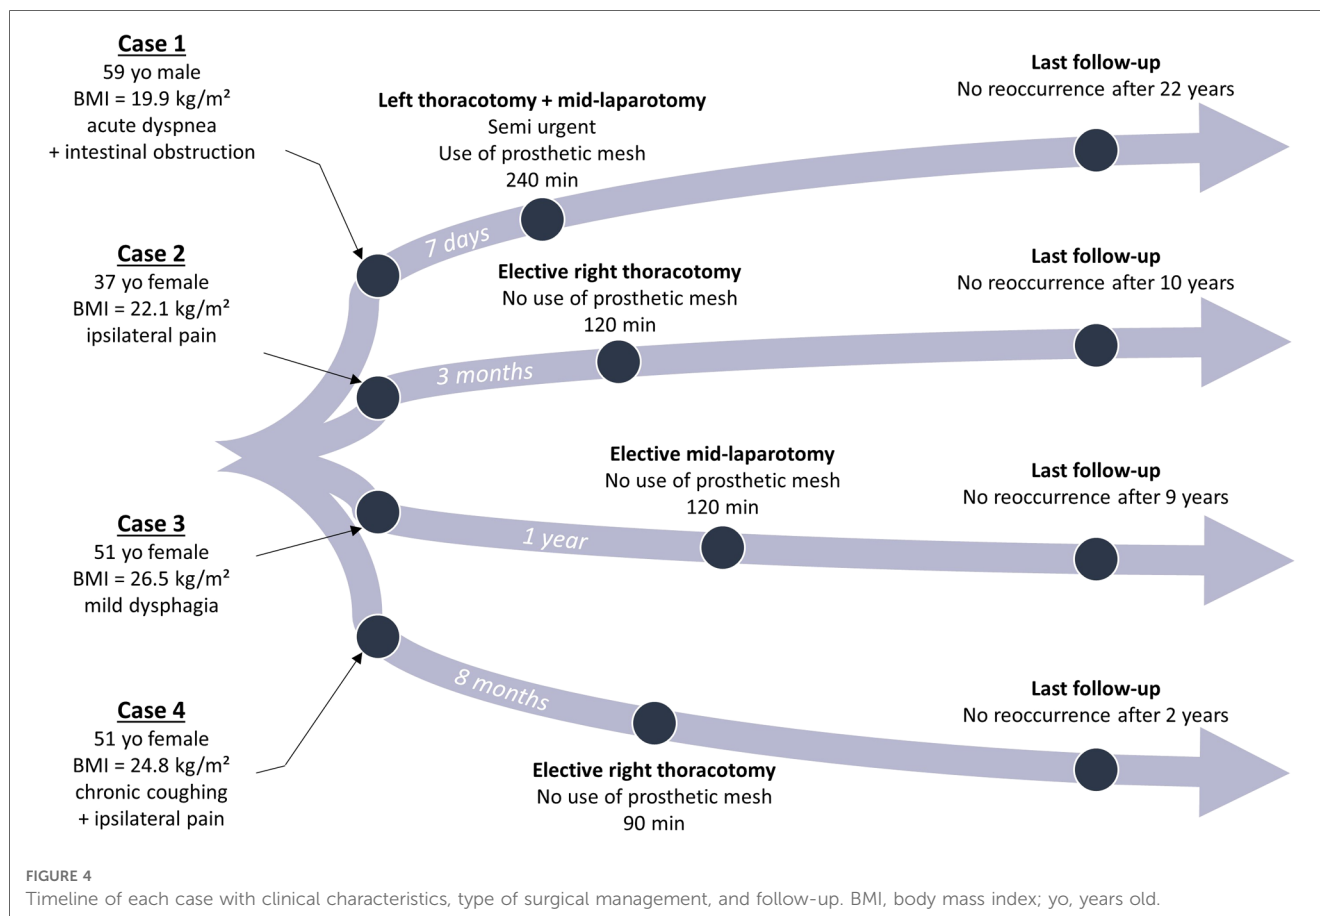 Case 1
59 yo male
BMI = 19.9 kg/m²
acute dyspnea
+ intestinal obstruction
7 days
Left thoracotomy + mid-laparotomy
Semi urgent
Use of prosthetic mesh
240 min
Last follow-up
No reoccurrence after 22 years
Case 2
37 yo female
BMI = 22.1 kg/m²
ipsilateral pain
3 months
Elective right thoracotomy
No use of prosthetic mesh
120 min
Last follow-up
No reoccurrence after 10 years
Case 3
51 yo female
BMI = 26.5 kg/m²
mild dysphagia
1 year
Elective mid-laparotomy
No use of prosthetic mesh
120 min
Last follow-up
No reoccurrence after 9 years
Case 4
51 yo female
BMI = 24.8 kg/m²
chronic coughing
+ ipsilateral pain
8 months
Elective right thoracotomy
No use of prosthetic mesh
90 min
Last follow-up
No reoccurrence after 2 years
FIGURE 4
Timeline of each case with clinical characteristics, type of surgical management, and follow-up. BMI, body mass index; yo, years old.